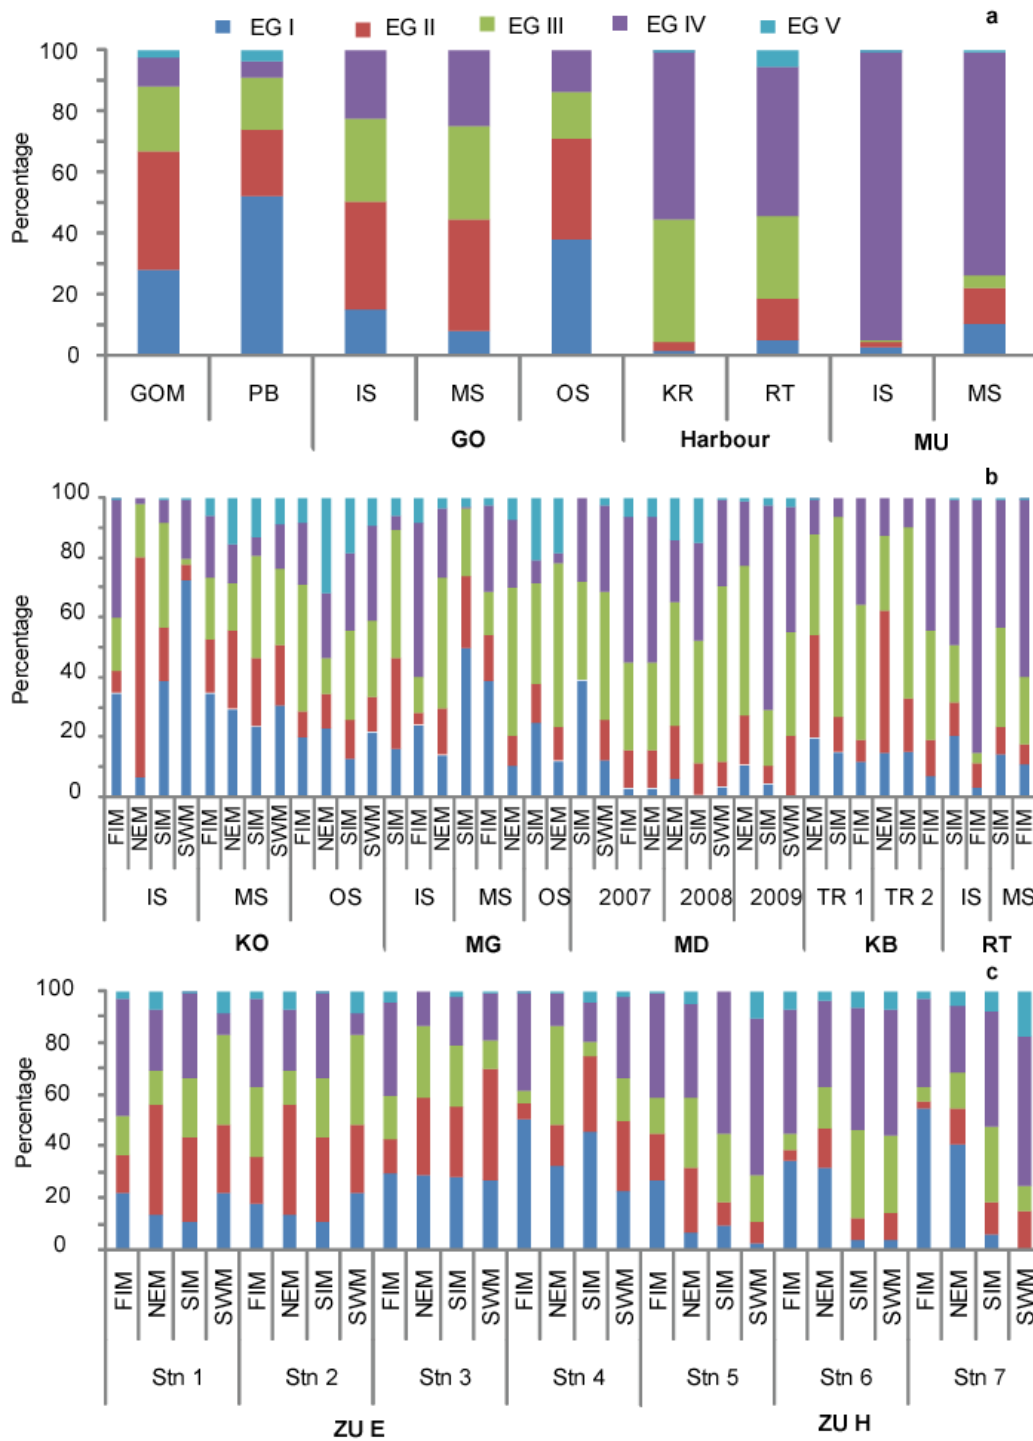 a
EG I EG II EG III EG IV EG V
100
80
60
40
20
0
Percentage
GOM PB IS MS OS KR RT IS MS
GO Harbour MU
b
100
80
60
40
20
0
Percentage
FIM NEM SIM SWM FIM NEM SIM SWM FIM NEM SIM SWM SIM FIM NEM SIM FIM NEM SIM NEM SIM SWM FIM NEM NEM SIM SWM NEM SIM SWM NEM SIM FIM NEM SIM FIM SIM FIM SIM FIM
IS MS OS IS MS OS 2007 2008 2009 TR 1 TR 2 IS MS
KO MG MD KB RT
c
100
80
60
40
20
0
Percentage
FIM NEM SIM SWM FIM NEM SIM SWM FIM NEM SIM SWM FIM NEM SIM SWM FIM NEM SIM SWM FIM NEM SIM SWM FIM NEM SIM SWM
Stn 1 Stn 2 Stn 3 Stn 4 Stn 5 Stn 6 Stn 7
ZU E ZU H